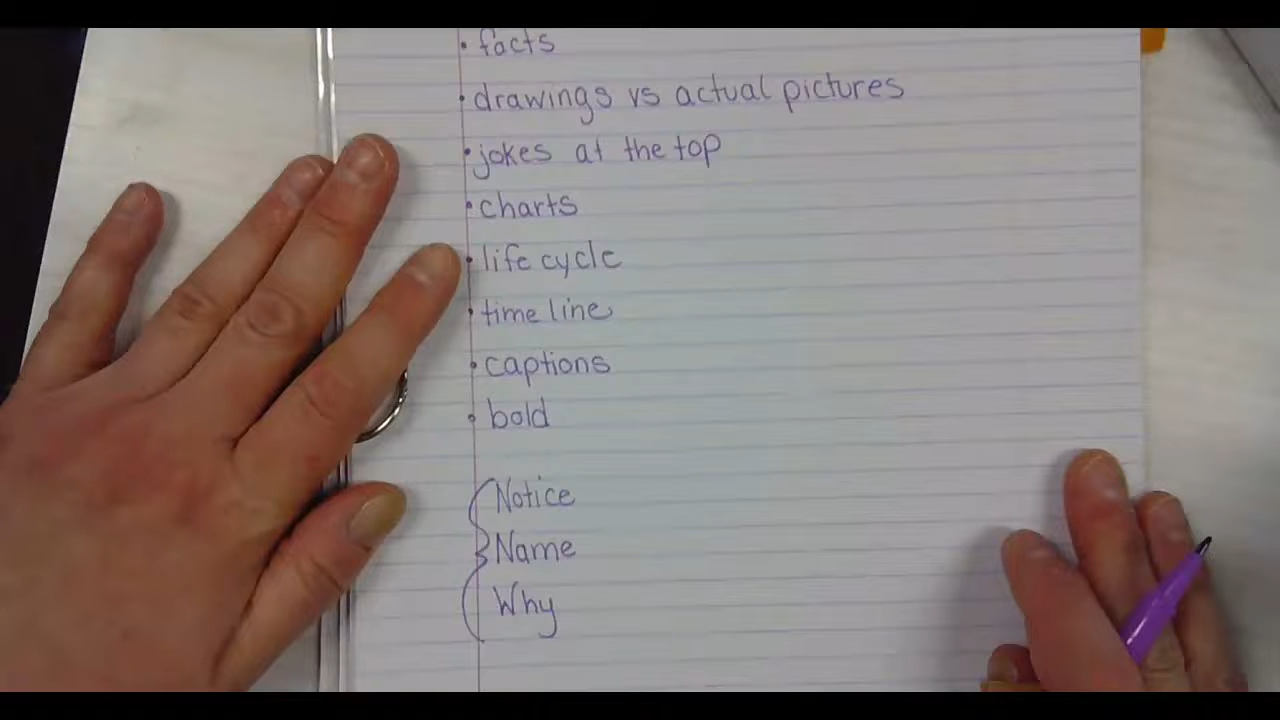 • facts
• drawings vs actual pictures
• jokes at the top
• charts
• life cycle
• time line
• captions
• bold
Notice
Name
Why